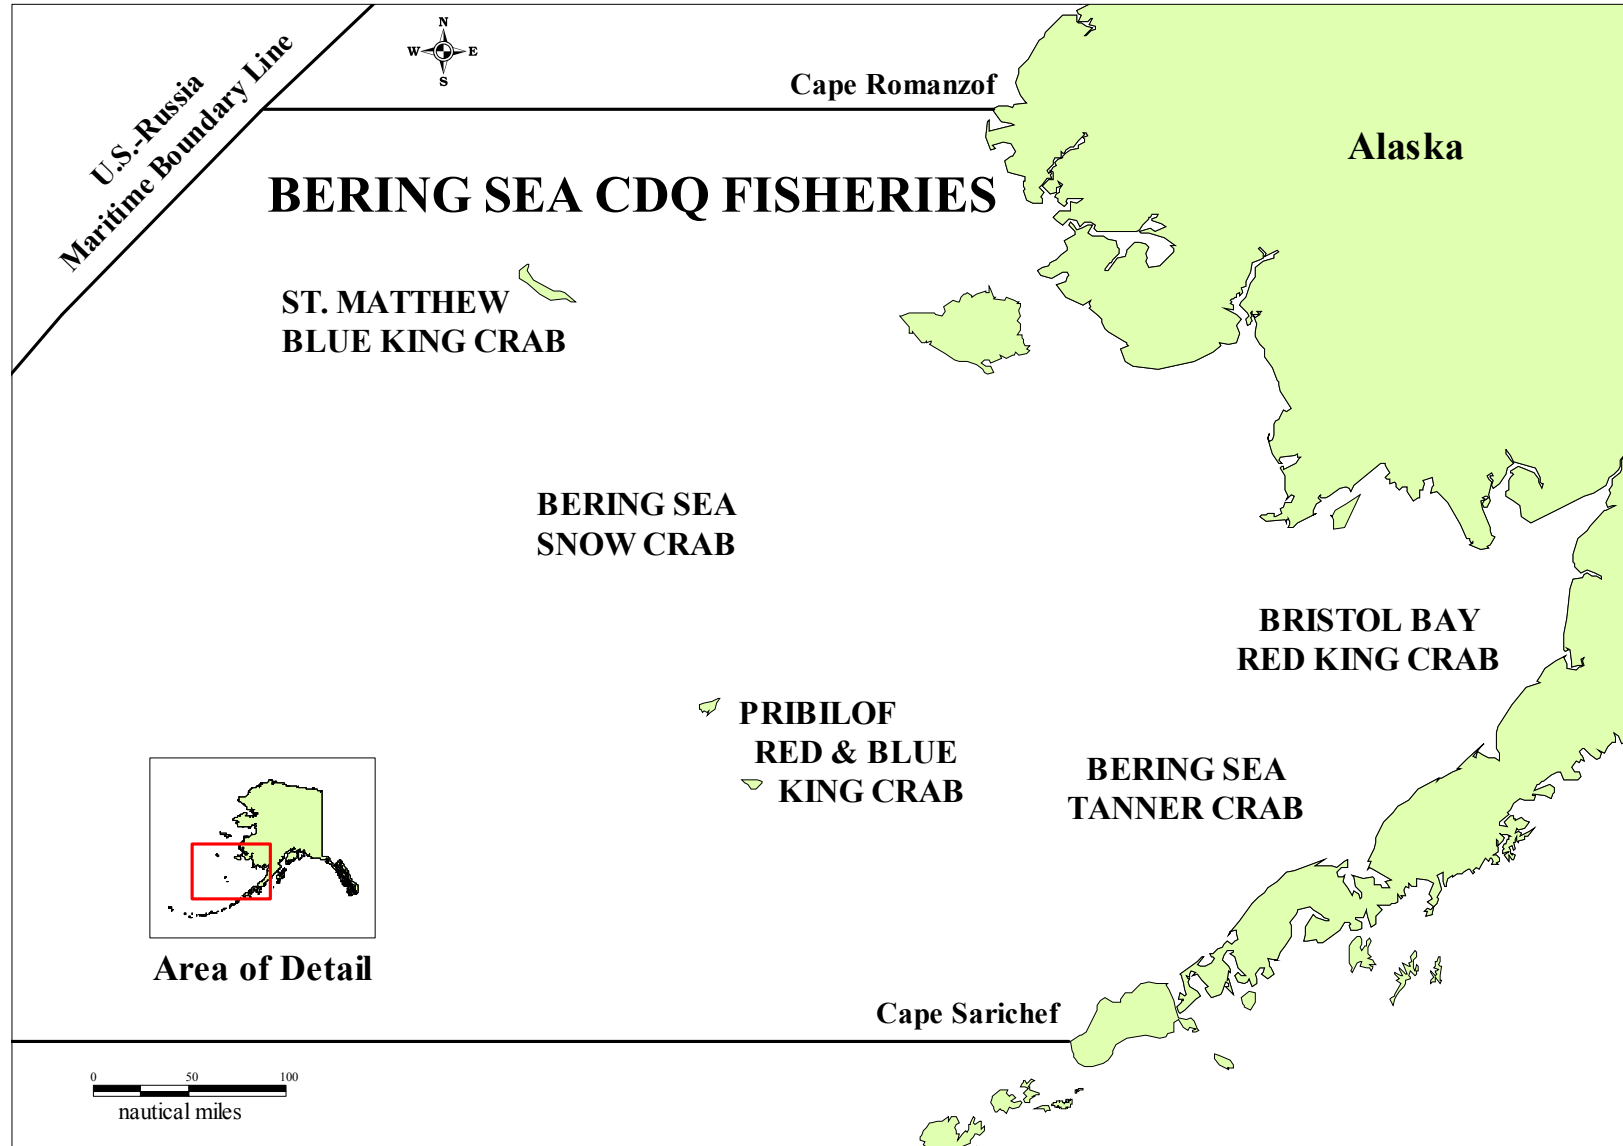 N
W E
S
U.S.-Russia
Maritime Boundary Line
Cape Romanzof
Alaska
BERING SEA CDQ FISHERIES
ST. MATTHEW
BLUE KING CRAB
BERING SEA
SNOW CRAB
BRISTOL BAY
RED KING CRAB
PRIBILOF
RED & BLUE
KING CRAB
BERING SEA
TANNER CRAB
Area of Detail
Cape Sarichef
0 50 100
nautical miles